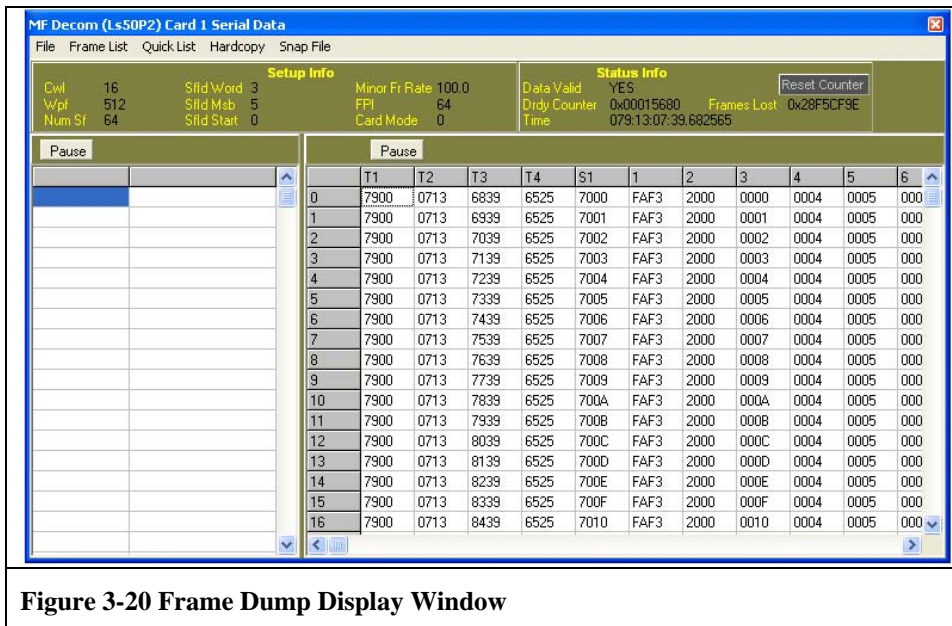 MF Decom (Ls50P2) Card 1 Serial Data
File Frame List Quick List Hardcopy Snap File
Setup Info
Cwl 16 Sfld Word 3 Minor Fr Rate 100.0
Wpf 512 Sfld Msb 5 FPI 64
Num Sf 64 Sfld Start 0 Card Mode 0
Status Info
Data Valid YES Reset Counter
Drdy Counter 0x00015680 Frames Lost 0x28F5CF9E
Time 079:13:07:39.682565
Pause Pause
T1 T2 T3 T4 S1 1 2 3 4 5 6
0 7900 0713 6839 6525 7000 FAF3 2000 0000 0004 0005 000
1 7900 0713 6939 6525 7001 FAF3 2000 0001 0004 0005 000
2 7900 0713 7039 6525 7002 FAF3 2000 0002 0004 0005 000
3 7900 0713 7139 6525 7003 FAF3 2000 0003 0004 0005 000
4 7900 0713 7239 6525 7004 FAF3 2000 0004 0004 0005 000
5 7900 0713 7339 6525 7005 FAF3 2000 0005 0004 0005 000
6 7900 0713 7439 6525 7006 FAF3 2000 0006 0004 0005 000
7 7900 0713 7539 6525 7007 FAF3 2000 0007 0004 0005 000
8 7900 0713 7639 6525 7008 FAF3 2000 0008 0004 0005 000
9 7900 0713 7739 6525 7009 FAF3 2000 0009 0004 0005 000
10 7900 0713 7839 6525 700A FAF3 2000 000A 0004 0005 000
11 7900 0713 7939 6525 700B FAF3 2000 000B 0004 0005 000
12 7900 0713 8039 6525 700C FAF3 2000 000C 0004 0005 000
13 7900 0713 8139 6525 700D FAF3 2000 000D 0004 0005 000
14 7900 0713 8239 6525 700E FAF3 2000 000E 0004 0005 000
15 7900 0713 8339 6525 700F FAF3 2000 000F 0004 0005 000
16 7900 0713 8439 6525 7010 FAF3 2000 0010 0004 0005 000
Figure 3-20 Frame Dump Display Window